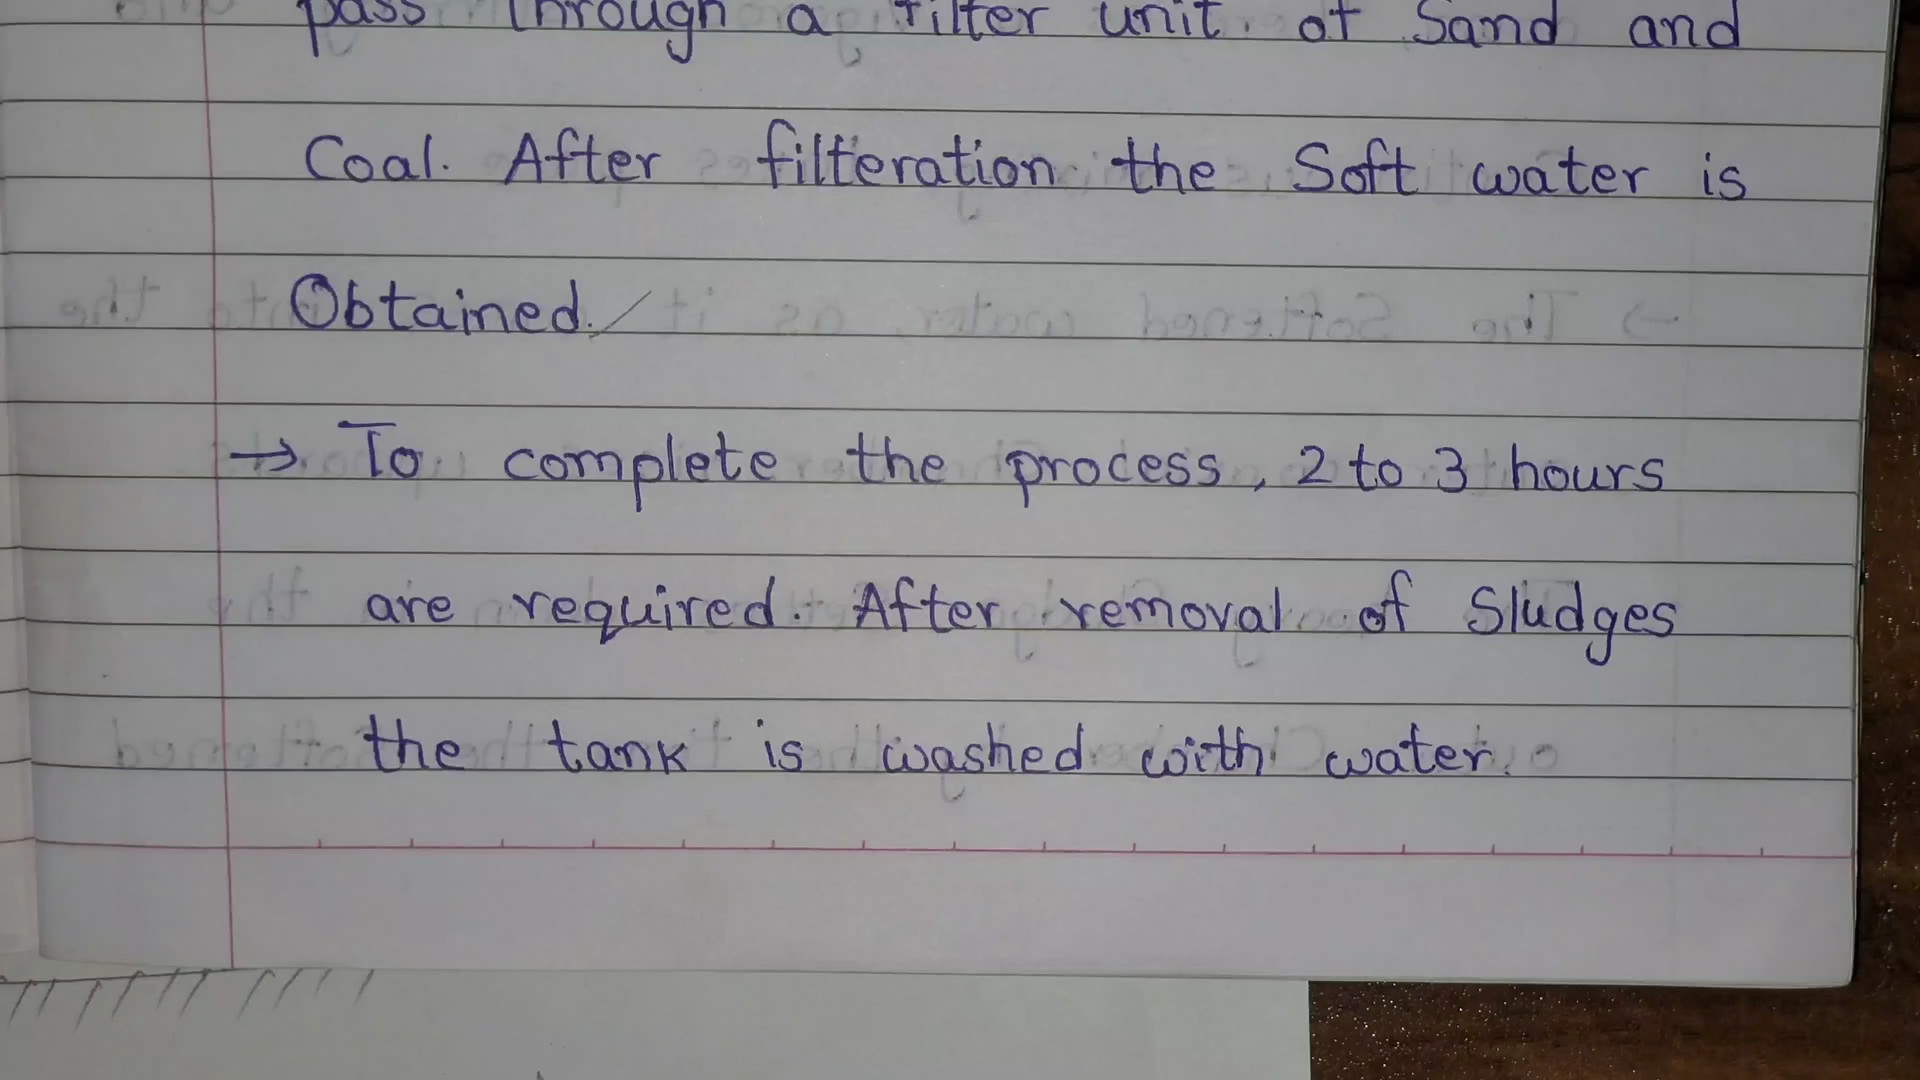 pass through a filter unit of Sand and
Coal. After filteration the Soft water is
Obtained.
→ To complete the process, 2 to 3 hours
are required. After removal of Sludges
the tank is washed with water.